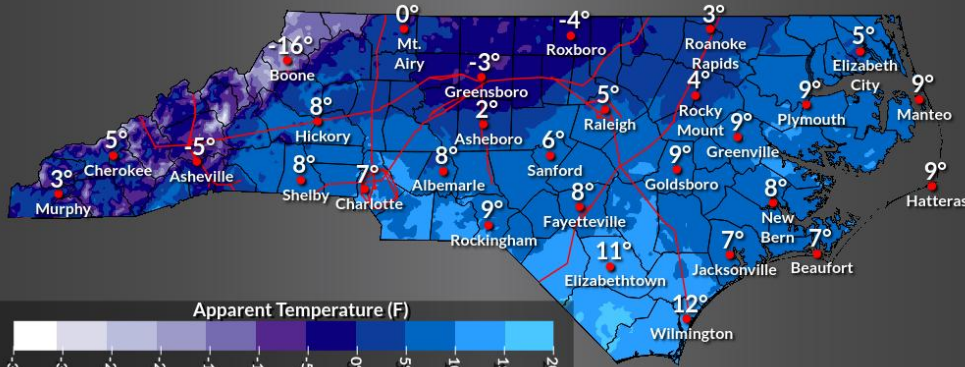 0°
Mt.
Airy
-4°
Roxboro
3°
Roanoke
Rapids
5°
Elizabeth
City
-16°
Boone
-3°
Greensboro
4°
Rocky
Mount
9°
Plymouth
9°
Manteo
8°
Hickory
2°
Asheboro
5°
Raleigh
9°
Greenville
5°
Cherokee
-5°
Asheville
3°
Murphy
8°
Shelby
7°
Charlotte
8°
Albemarle
6°
Sanford
9°
Goldsboro
8°
New
Bern
9°
Hatteras
9°
Rockingham
8°
Fayetteville
11°
Elizabethtown
7°
Jacksonville
7°
Beaufort
12°
Wilmington
Apparent Temperature (F)